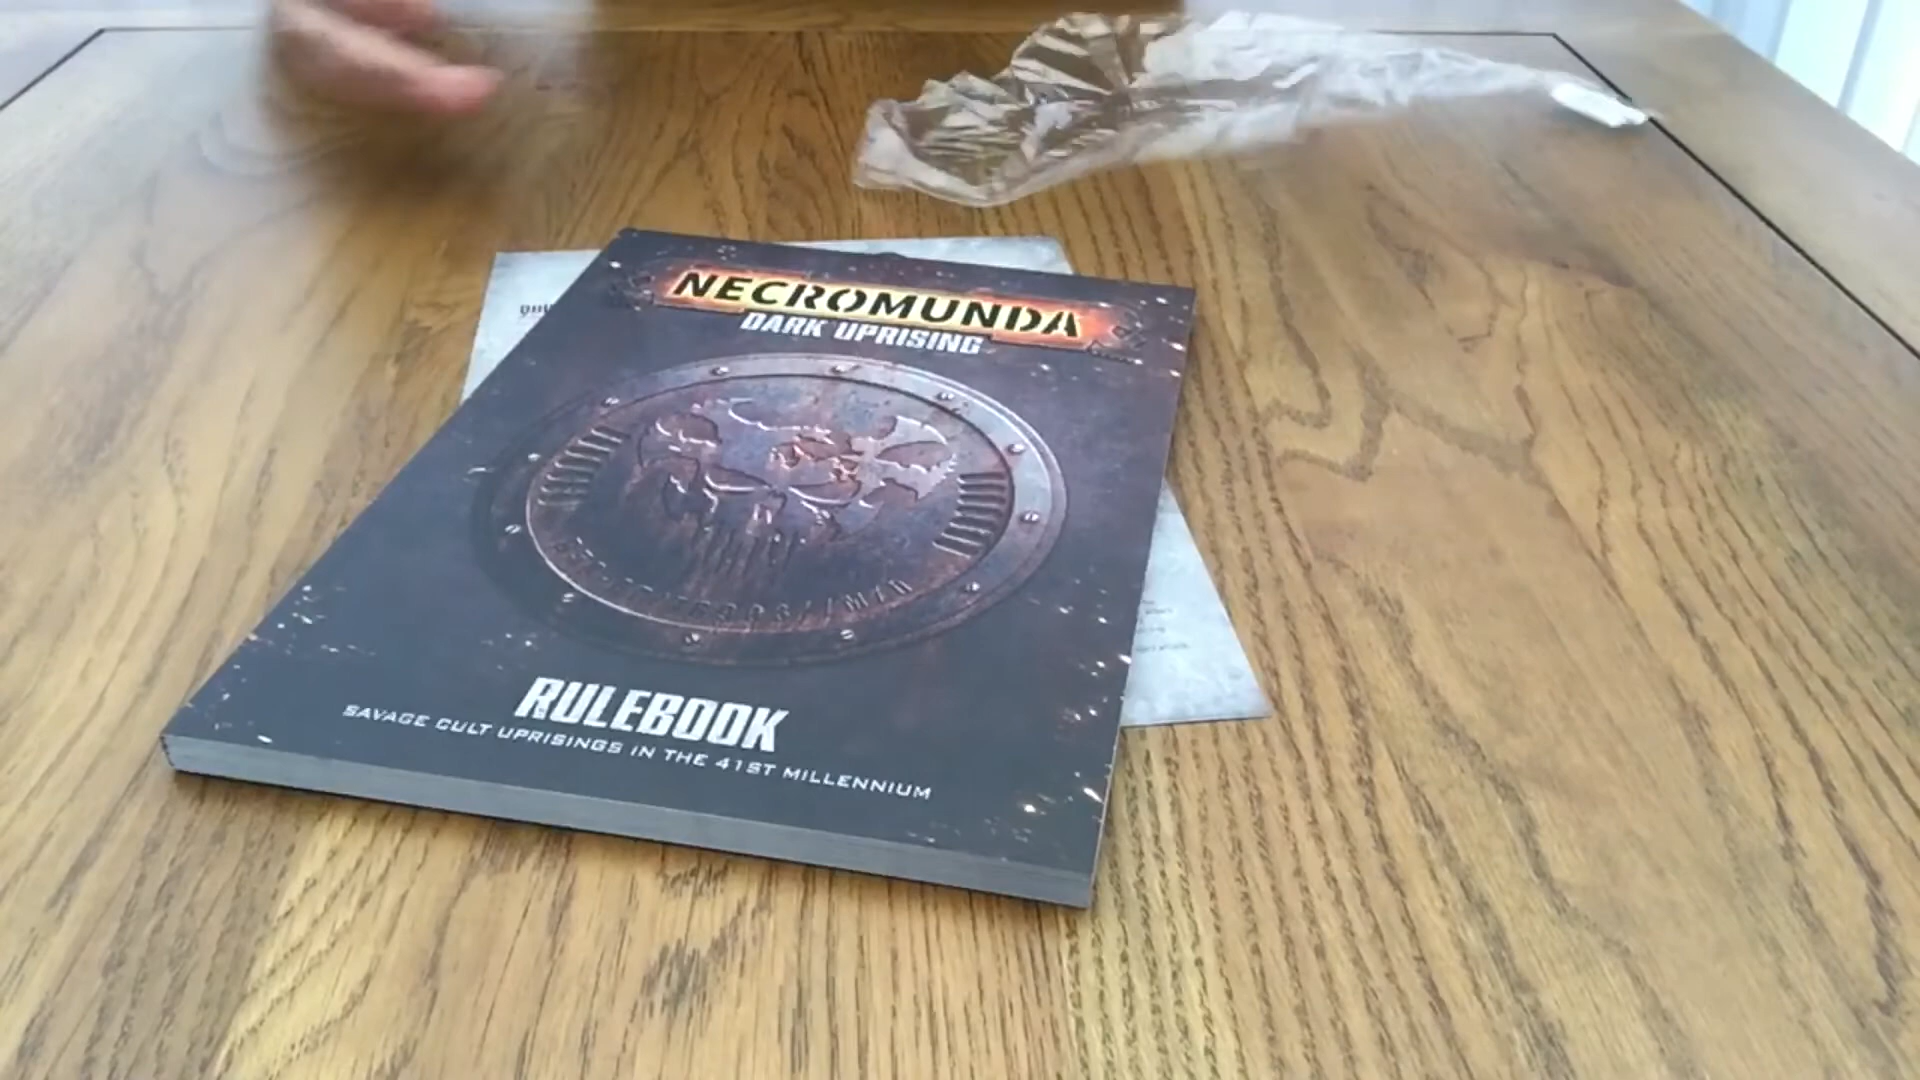 NECROMUNDA
DARK UPRISING
RULEBOOK
SAVAGE CULT UPRISINGS IN THE 41ST MILLENNIUM